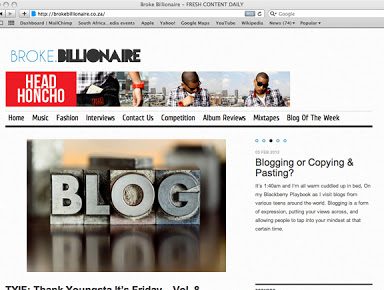 Broke Billionaire – FRESH CONTENT DAILY
http://brokebillionaire.co.za/
Dashboard | MailChimp
South Africa...edia events
Apple
Yahoo!
Google Maps
YouTube
Wikipedia
News
Popular
BROKE.BILLIONAIRE
HEAD
HONCHO
Home
Music
Fashion
Interviews
Contact Us
Competition
Album Reviews
Mixtapes
Blog Of The Week
BLOG
03 FEB 2012
Blogging or Copying &
Pasting?
It's 1:40am and I'm all warm cuddled up in bed, On
my Blackberry Playbook as I visit blogs from
various teens around the world. Blogging is a form
of expression, putting your views across, and
allowing people to tap into your mindset at that
certain time.
TYIF: Thank Youngsta It's Friday – Vol. 8